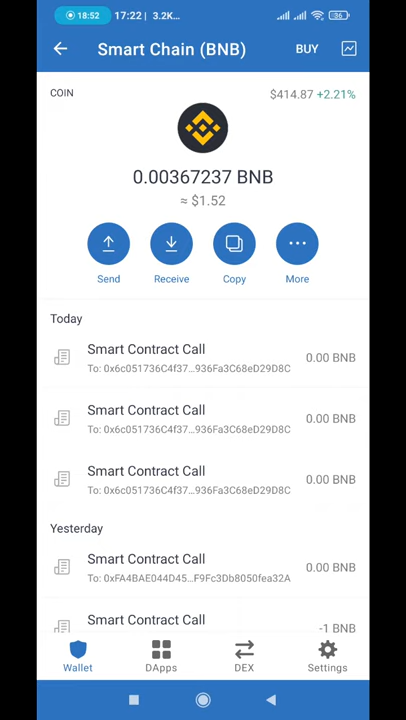 18:52 17:22 3.2K... 36
Smart Chain (BNB) BUY
COIN $414.87 +2.21%
0.00367237 BNB
≈ $1.52
Send Receive Copy More
Today
Smart Contract Call 0.00 BNB
To: 0x6c051736C4f37...936Fa3C68eD29D8C
Smart Contract Call 0.00 BNB
To: 0x6c051736C4f37...936Fa3C68eD29D8C
Smart Contract Call 0.00 BNB
To: 0x6c051736C4f37...936Fa3C68eD29D8C
Yesterday
Smart Contract Call 0.00 BNB
To: 0xFA4BAE044D45...F9Fc3Db8050fea32A
Smart Contract Call -1 BNB
Wallet DApps DEX Settings